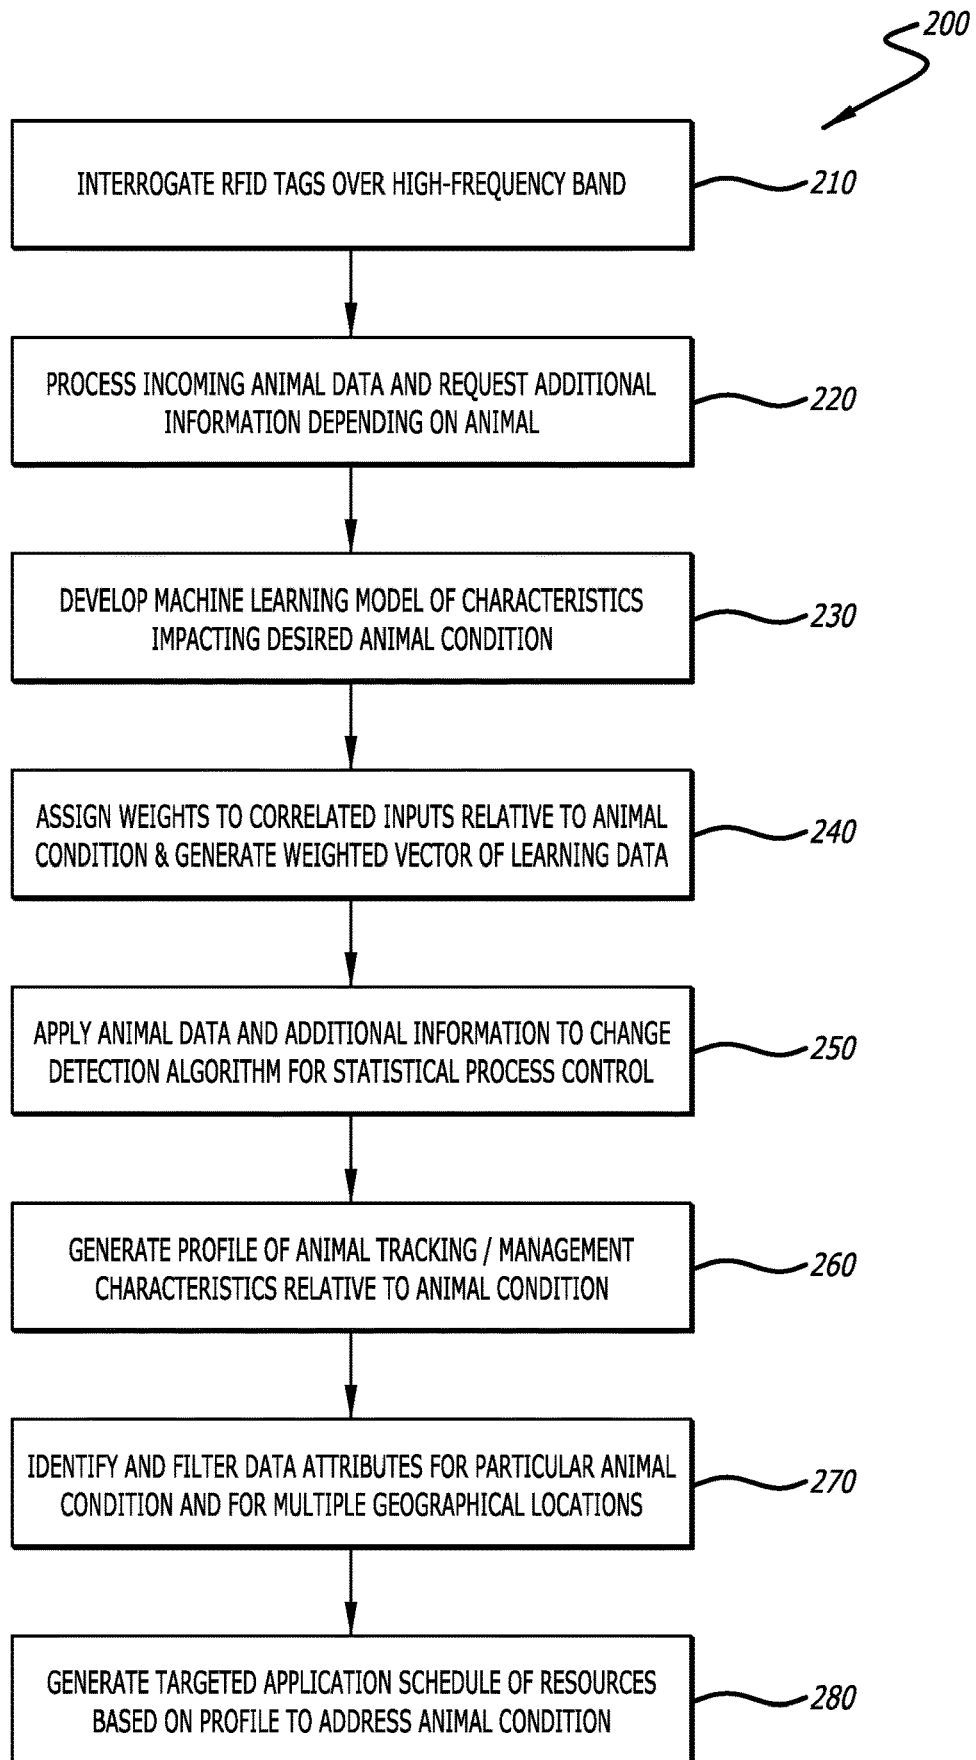 200
INTERROGATE RFID TAGS OVER HIGH-FREQUENCY BAND
210
PROCESS INCOMING ANIMAL DATA AND REQUEST ADDITIONAL
INFORMATION DEPENDING ON ANIMAL
220
DEVELOP MACHINE LEARNING MODEL OF CHARACTERISTICS
IMPACTING DESIRED ANIMAL CONDITION
230
ASSIGN WEIGHTS TO CORRELATED INPUTS RELATIVE TO ANIMAL
CONDITION & GENERATE WEIGHTED VECTOR OF LEARNING DATA
240
APPLY ANIMAL DATA AND ADDITIONAL INFORMATION TO CHANGE
DETECTION ALGORITHM FOR STATISTICAL PROCESS CONTROL
250
GENERATE PROFILE OF ANIMAL TRACKING / MANAGEMENT
CHARACTERISTICS RELATIVE TO ANIMAL CONDITION
260
IDENTIFY AND FILTER DATA ATTRIBUTES FOR PARTICULAR ANIMAL
CONDITION AND FOR MULTIPLE GEOGRAPHICAL LOCATIONS
270
GENERATE TARGETED APPLICATION SCHEDULE OF RESOURCES
BASED ON PROFILE TO ADDRESS ANIMAL CONDITION
280